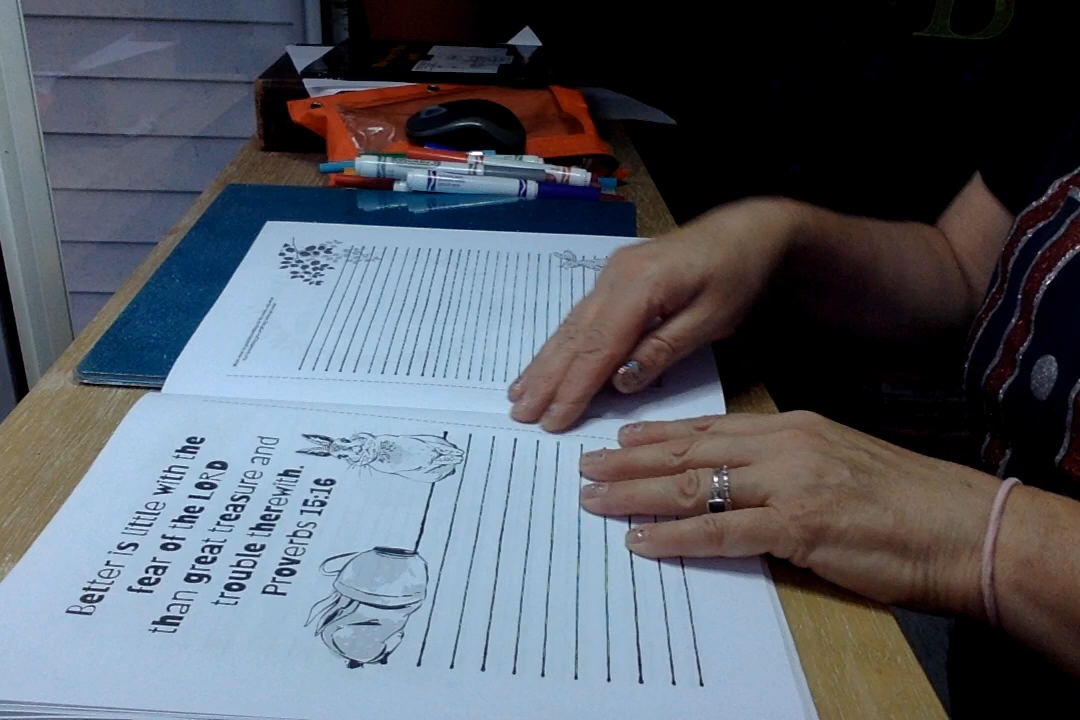 Better is little with the
fear of the LORD
than great treasure and
trouble therewith.
Proverbs 15:16